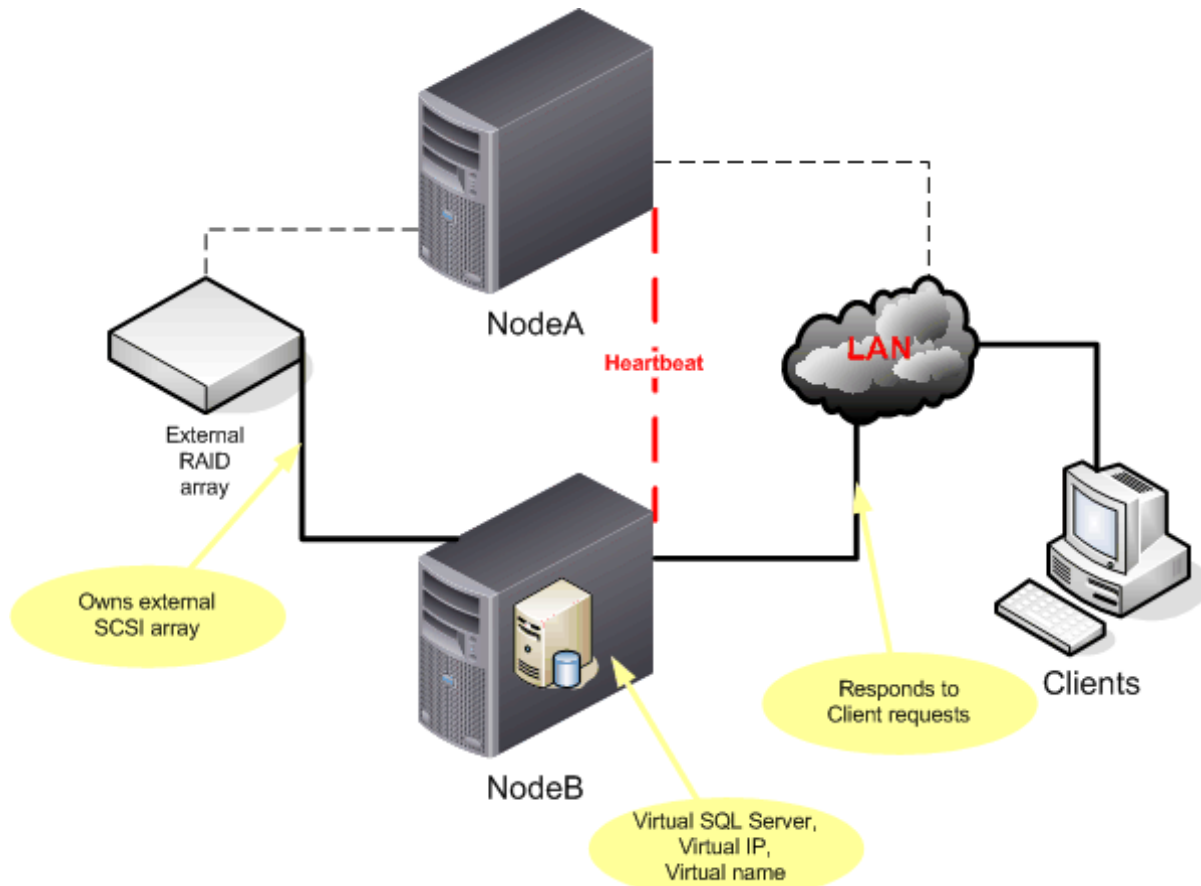 NodeA
Heartbeat
LAN
External
RAID
array
Owns external
SCSI array
Responds to
Client requests
Clients
NodeB
Virtual SQL Server,
Virtual IP,
Virtual name